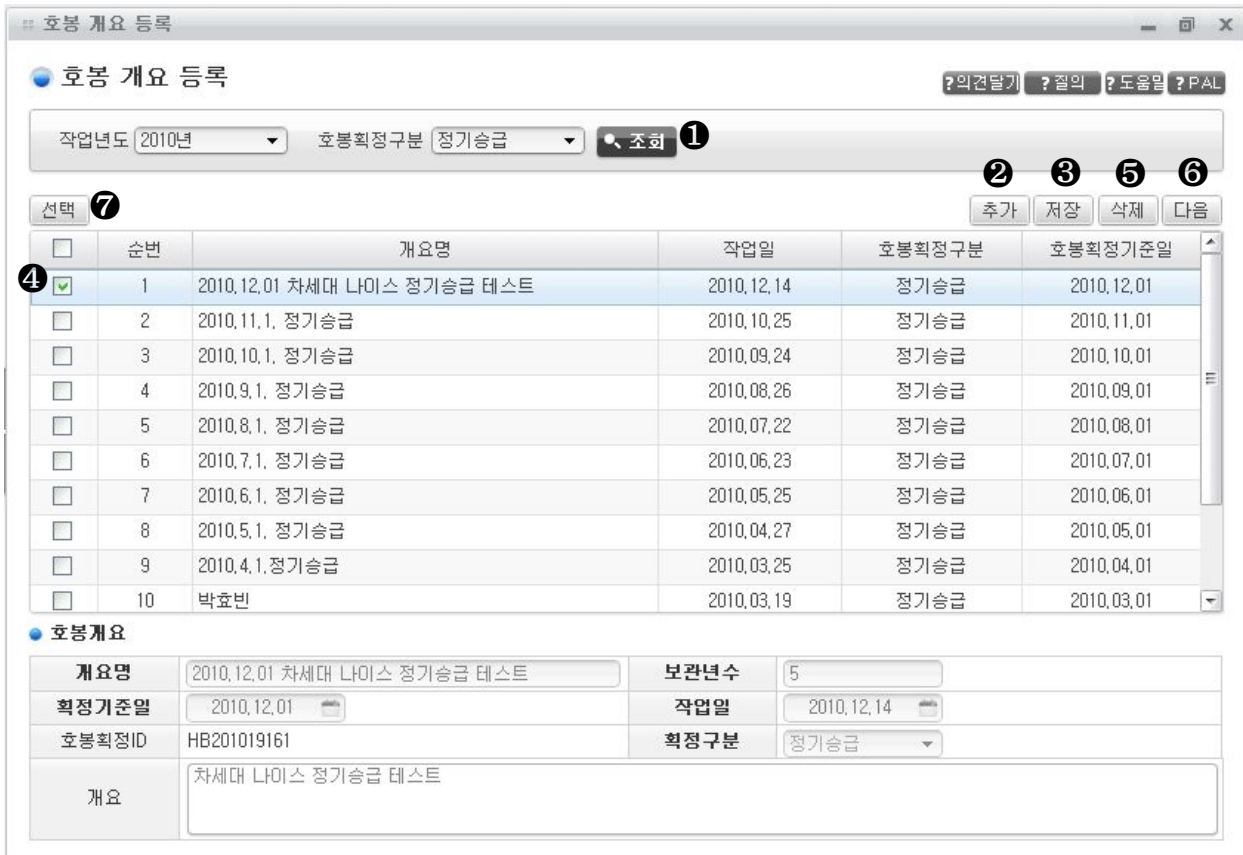 호봉 개요 등록
호봉 개요 등록
?의견달기 ?질의 ?도움말 ?PAL
작업년도 2010년 호봉획정구분 정기승급 조회 ❶
❷ ❸ ❺ ❻
선택 ❼ 추가 저장 삭제 다음
순번 개요명 작업일 호봉획정구분 호봉획정기준일
❹ 1 2010.12.01 차세대 나이스 정기승급 테스트 2010.12.14 정기승급 2010.12.01
2 2010.11.1. 정기승급 2010.10.25 정기승급 2010.11.01
3 2010.10.1. 정기승급 2010.09.24 정기승급 2010.10.01
4 2010.9.1. 정기승급 2010.08.26 정기승급 2010.09.01
5 2010.8.1. 정기승급 2010.07.22 정기승급 2010.08.01
6 2010.7.1. 정기승급 2010.06.23 정기승급 2010.07.01
7 2010.6.1. 정기승급 2010.05.25 정기승급 2010.06.01
8 2010.5.1. 정기승급 2010.04.27 정기승급 2010.05.01
9 2010.4.1.정기승급 2010.03.25 정기승급 2010.04.01
10 박효빈 2010.03.19 정기승급 2010.03.01
호봉개요
개요명 2010.12.01 차세대 나이스 정기승급 테스트 보관년수 5
획정기준일 2010.12.01 작업일 2010.12.14
호봉획정ID HB201019161 획정구분 정기승급
개요 차세대 나이스 정기승급 테스트